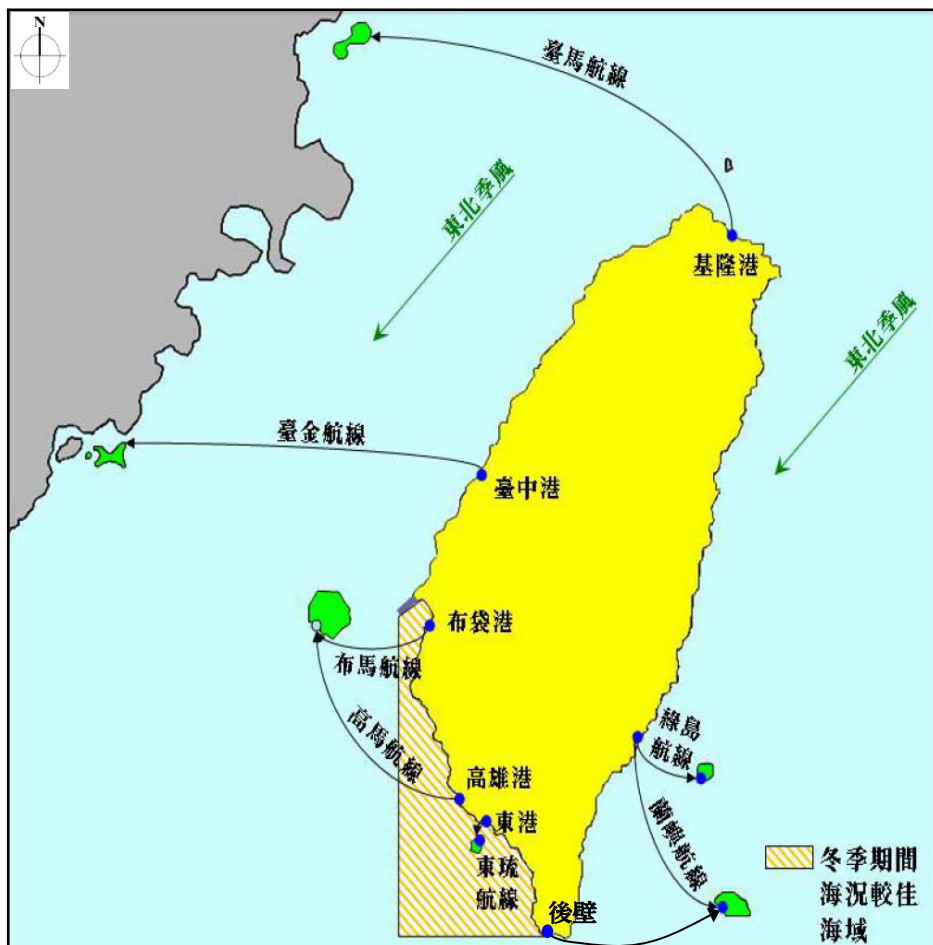 N
臺馬航線
東北季風
基隆港
東北季風
臺金航線
臺中港
布袋港
布馬航線
高馬航線
綠島
航線
高雄港
東港
蘭嶼航線
東琉
航線
後壁
冬季期間
海況較佳
海域